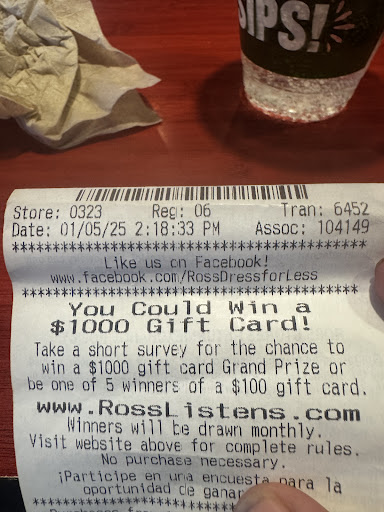 SIPS!
Store: 0323 Reg: 06 Tran: 6452
Date: 01/05/25 2:18:33 PM Assoc: 104149
****************************************
Like us on Facebook!
www.facebook.com/RossDressforLess
****************************************
You Could Win a
$1000 Gift Card!
Take a short survey for the chance to
win a $1000 gift card Grand Prize or
be one of 5 winners of a $100 gift card.
www.RossListens.com
Winners will be drawn monthly.
Visit website above for complete rules.
No purchase necessary.
¡Participe en una encuesta para la
oportunidad de ganar